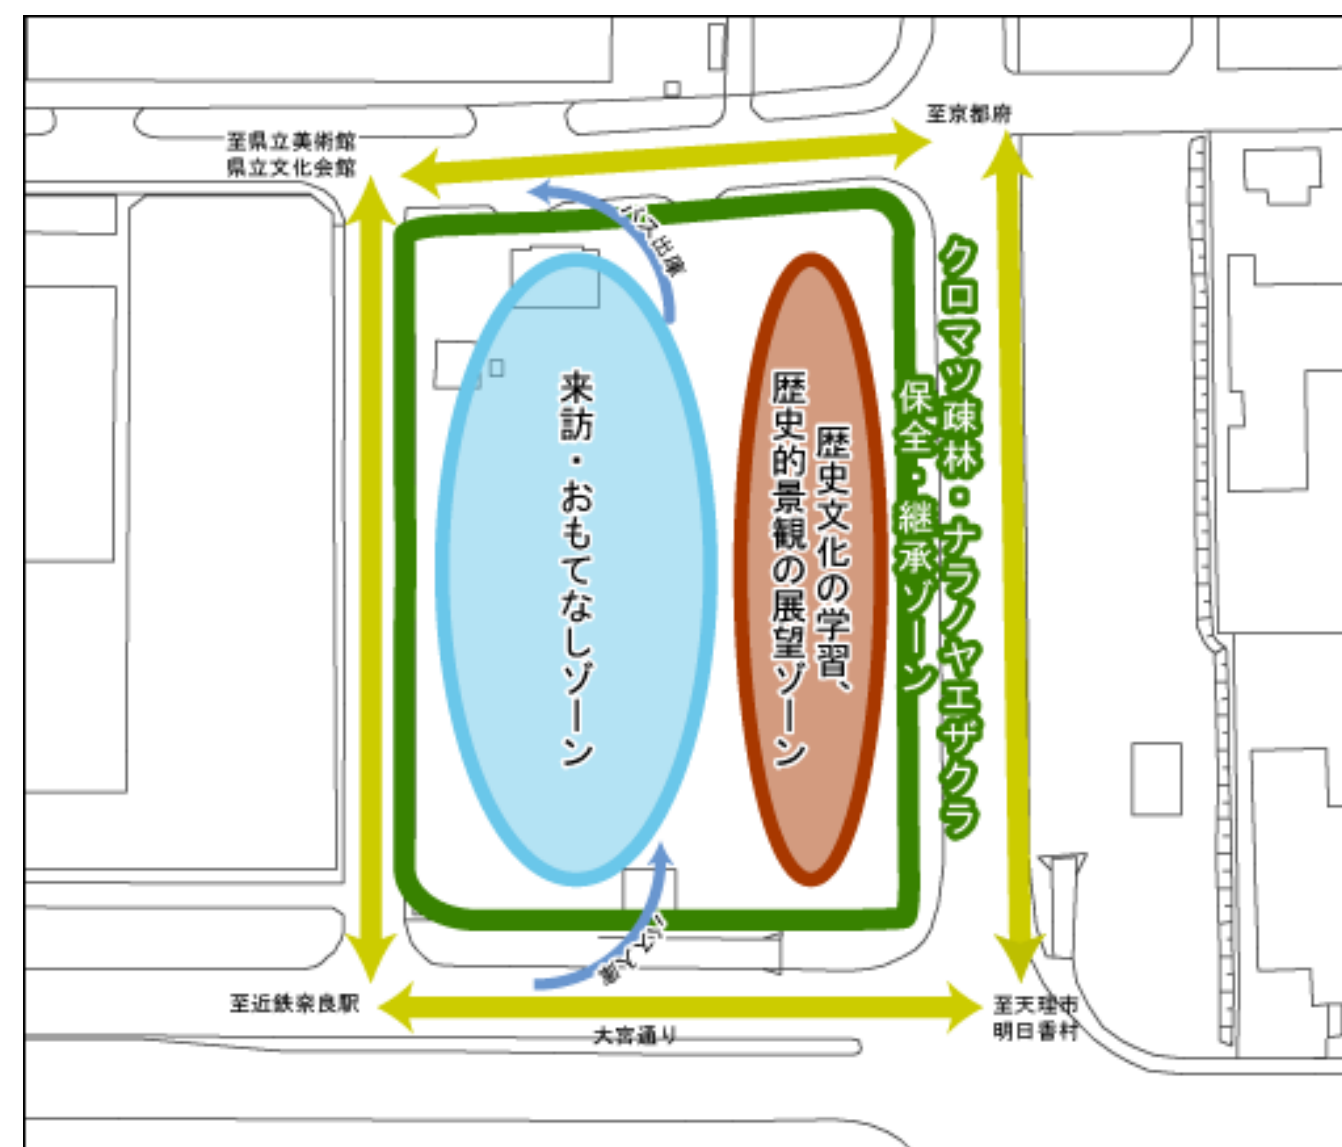 至京都府
至県立美術館
県立文化会館
バス出庫
クロマツ疎林・ナラノヤエザクラ
保全・継承ゾーン
歴史文化の学習、
歴史的景観の展望ゾーン
来訪・おもてなしゾーン
バス入庫
至近鉄奈良駅
大宮通り
至天理市
明日香村